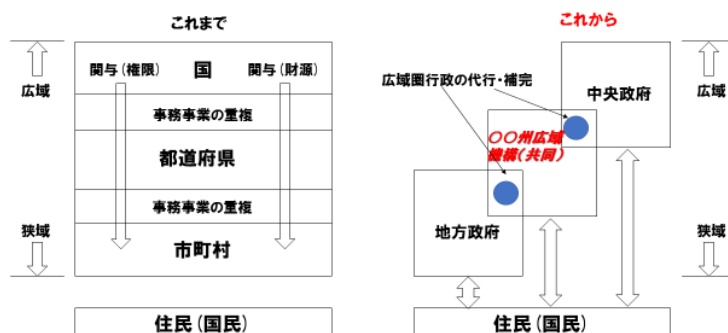 これまで
広域
狭域
関与(権限)
国
関与(財源)
事務事業の重複
都道府県
事務事業の重複
市町村
住民(国民)
これから
広域圏行政の代行・補完
中央政府
〇〇州広域
機構(共同)
地方政府
住民(国民)
広域
狭域